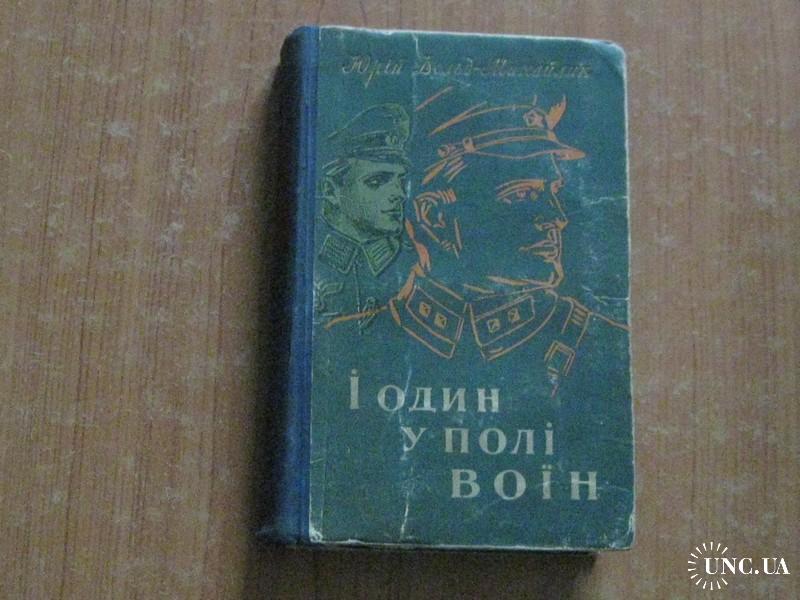 Юрій Дольд-Михайлик
І ОДИН
У ПОЛІ
ВОЇН
UNC.UA